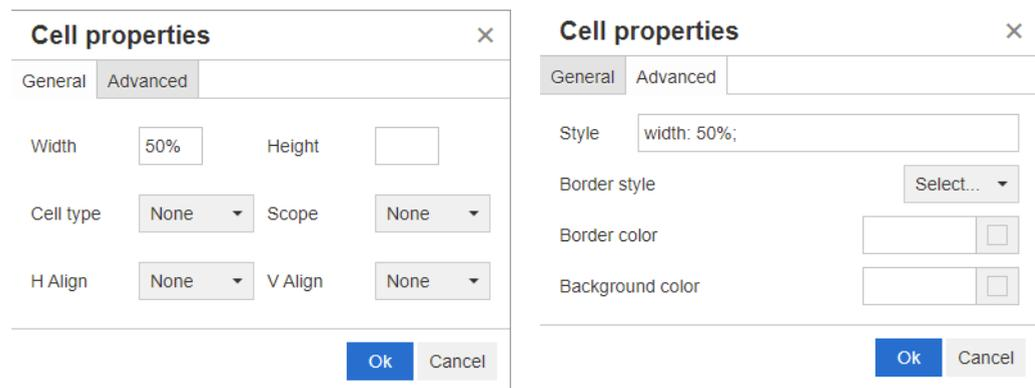 Cell properties ×
General Advanced
Width 50% Height
Cell type None Scope None
H Align None V Align None
Ok Cancel
Cell properties ×
General Advanced
Style width: 50%;
Border style Select...
Border color
Background color
Ok Cancel